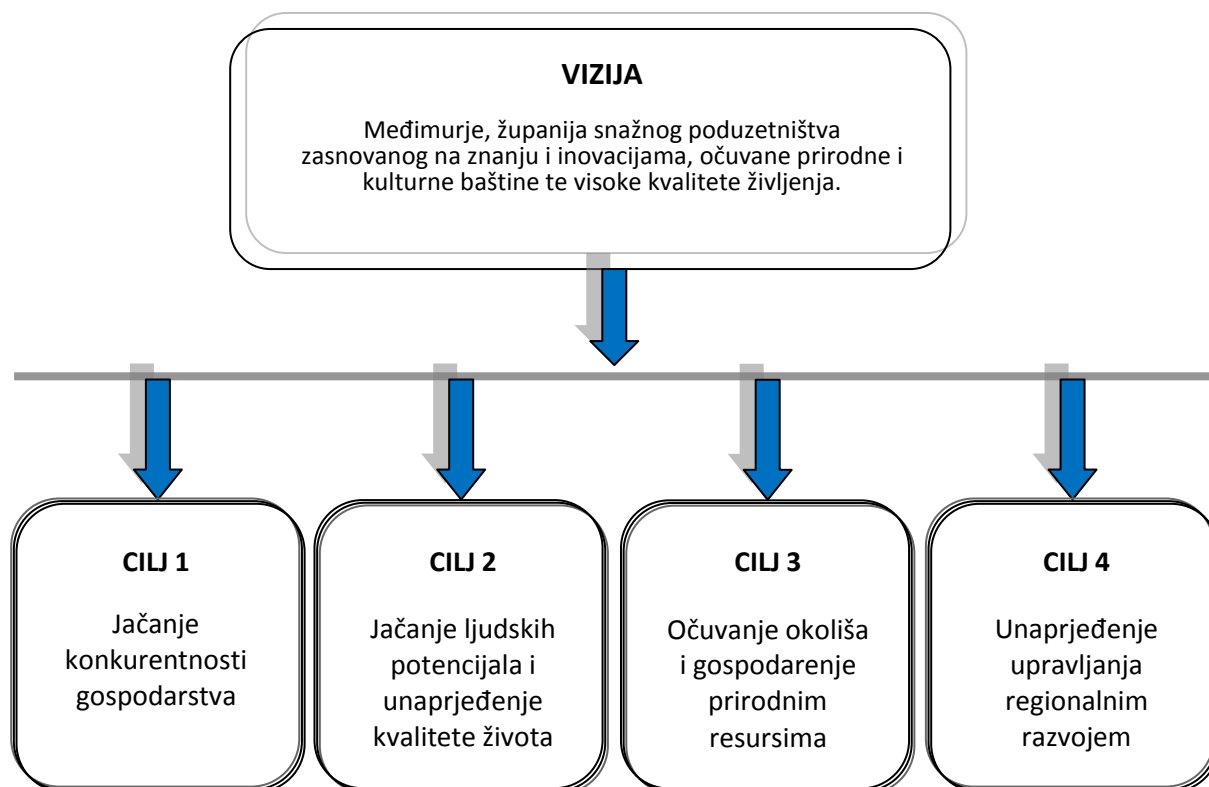 VIZIJA
Međimurje, županija snažnog poduzetništva
zasnovanog na znanju i inovacijama, očuvane prirodne i
kulturne baštine te visoke kvalitete življenja.
CILJ 1
Jačanje
konkurentnosti
gospodarstva
CILJ 2
Jačanje ljudskih
potencijala i
unaprjeđenje
kvalitete života
CILJ 3
Očuvanje okoliša
i gospodarenje
prirodnim
resursima
CILJ 4
Unaprjeđenje
upravljanja
regionalnim
razvojem